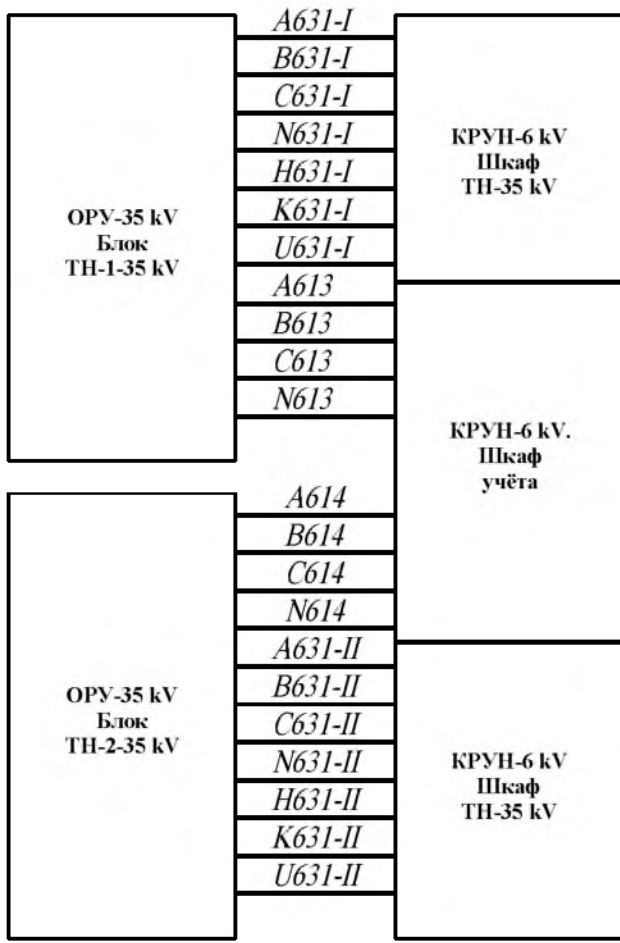 ОРУ-35 kV
Блок
ТН-1-35 kV
A631-I
B631-I
C631-I
N631-I
H631-I
K631-I
U631-I
A613
B613
C613
N613
КРУН-6 kV
Шкаф
ТН-35 kV
КРУН-6 kV.
Шкаф
учёта
ОРУ-35 kV
Блок
ТН-2-35 kV
A614
B614
C614
N614
A631-II
B631-II
C631-II
N631-II
H631-II
K631-II
U631-II
КРУН-6 kV
Шкаф
ТН-35 kV